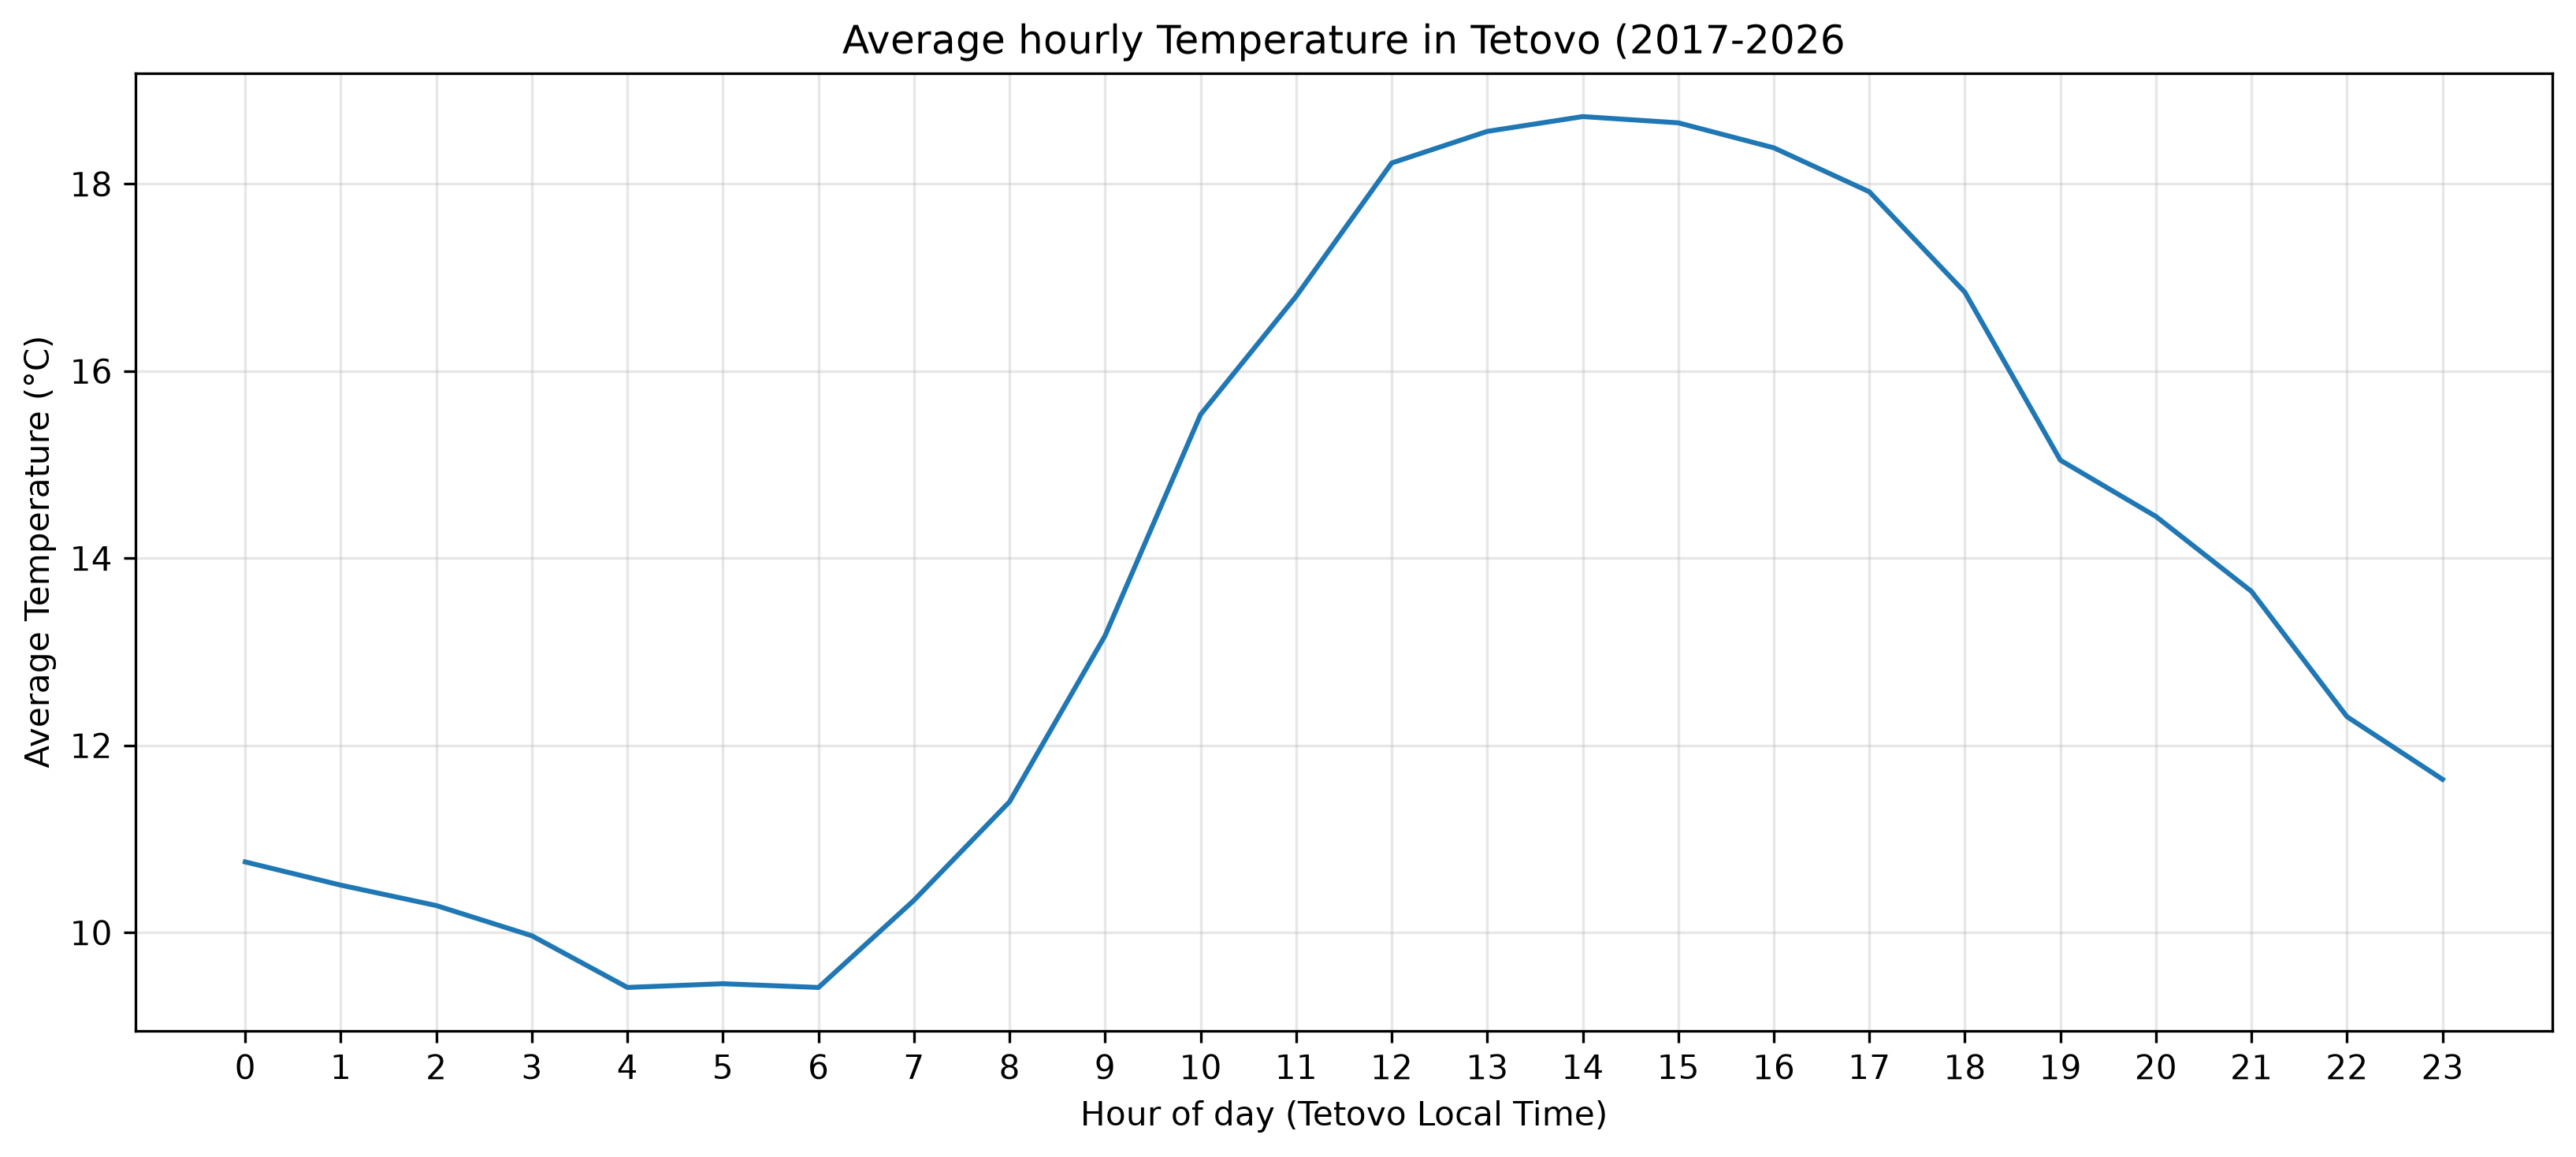 Average hourly Temperature in Tetovo (2017-2026
Average Temperature (°C)
18
16
14
12
10
0 1 2 3 4 5 6 7 8 9 10 11 12 13 14 15 16 17 18 19 20 21 22 23
Hour of day (Tetovo Local Time)